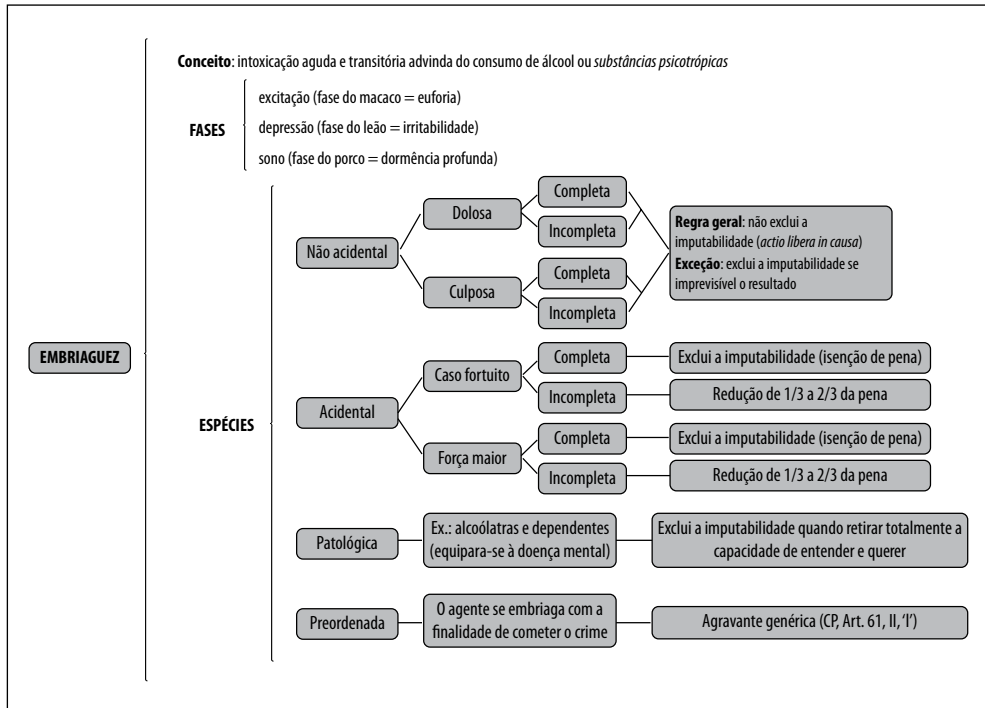 Conceito: intoxicação aguda e transitória advinda do consumo de álcool ou substâncias psicotrópicas
FASES
excitação (fase do macaco = euforia)
depressão (fase do leão = irritabilidade)
sono (fase do porco = dormência profunda)
EMBRIAGUEZ
ESPÉCIES
Não acidental
Dolosa
Completa
Incompleta
Culposa
Completa
Incompleta
Regra geral: não exclui a
imputabilidade (actio libera in causa)
Exceção: exclui a imputabilidade se
imprevisível o resultado
Acidental
Caso fortuito
Completa
Exclui a imputabilidade (isenção de pena)
Incompleta
Redução de 1/3 a 2/3 da pena
Força maior
Completa
Exclui a imputabilidade (isenção de pena)
Incompleta
Redução de 1/3 a 2/3 da pena
Patológica
Ex.: alcoólatras e dependentes
(equipara-se à doença mental)
Exclui a imputabilidade quando retirar totalmente a
capacidade de entender e querer
Preordenada
O agente se embriaga com a
finalidade de cometer o crime
Agravante genérica (CP, Art. 61, II, ‘l’)